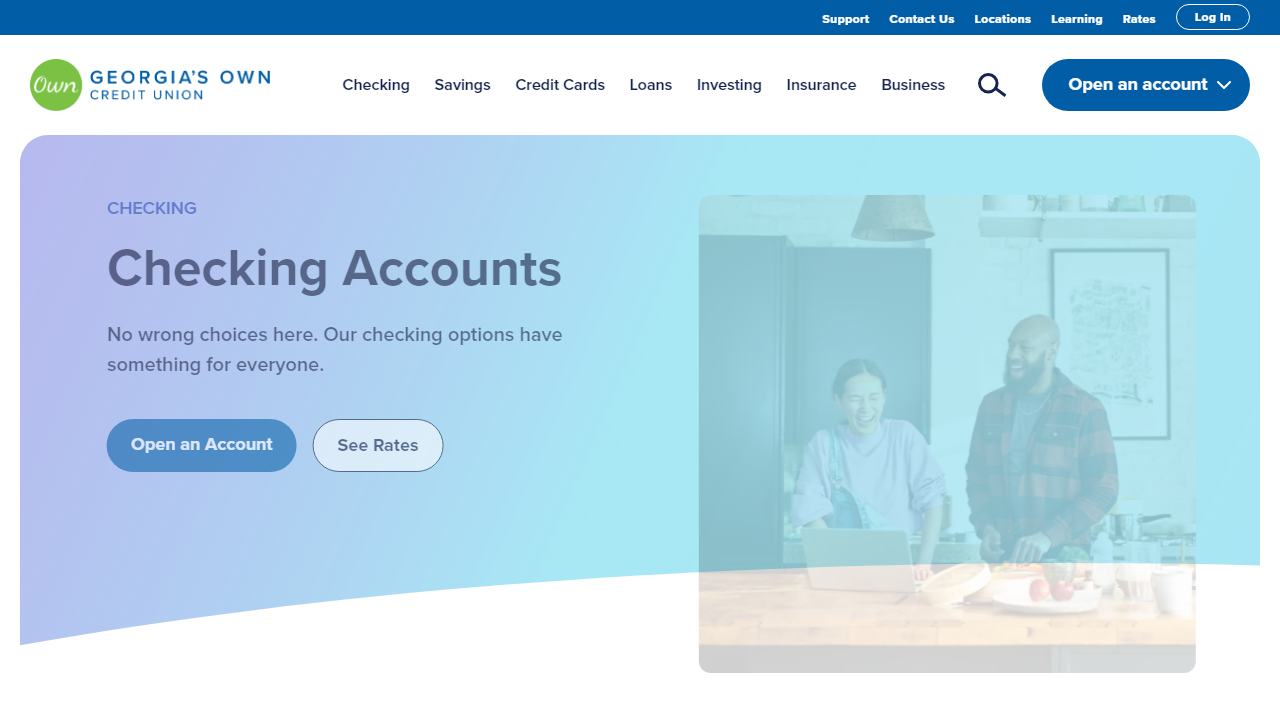 Support Contact Us Locations Learning Rates Log In
Own GEORGIA'S OWN
CREDIT UNION
Checking Savings Credit Cards Loans Investing Insurance Business Open an account
CHECKING
Checking Accounts
No wrong choices here. Our checking options have
something for everyone.
Open an Account See Rates